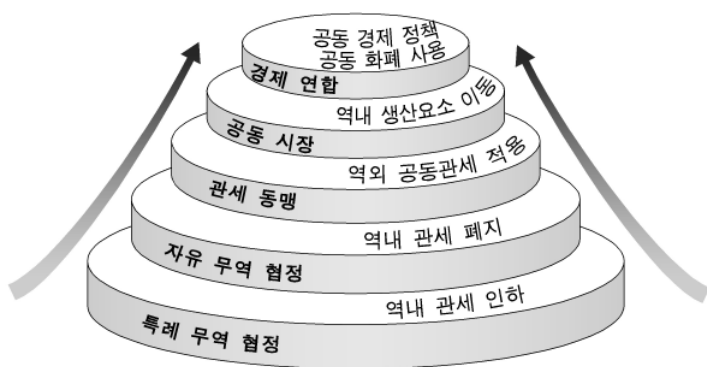 공동 경제 정책
공동 화폐 사용
경제 연합
역내 생산요소 이동
공동 시장
역외 공동관세 적용
관세 동맹
역내 관세 폐지
자유 무역 협정
역내 관세 인하
특례 무역 협정